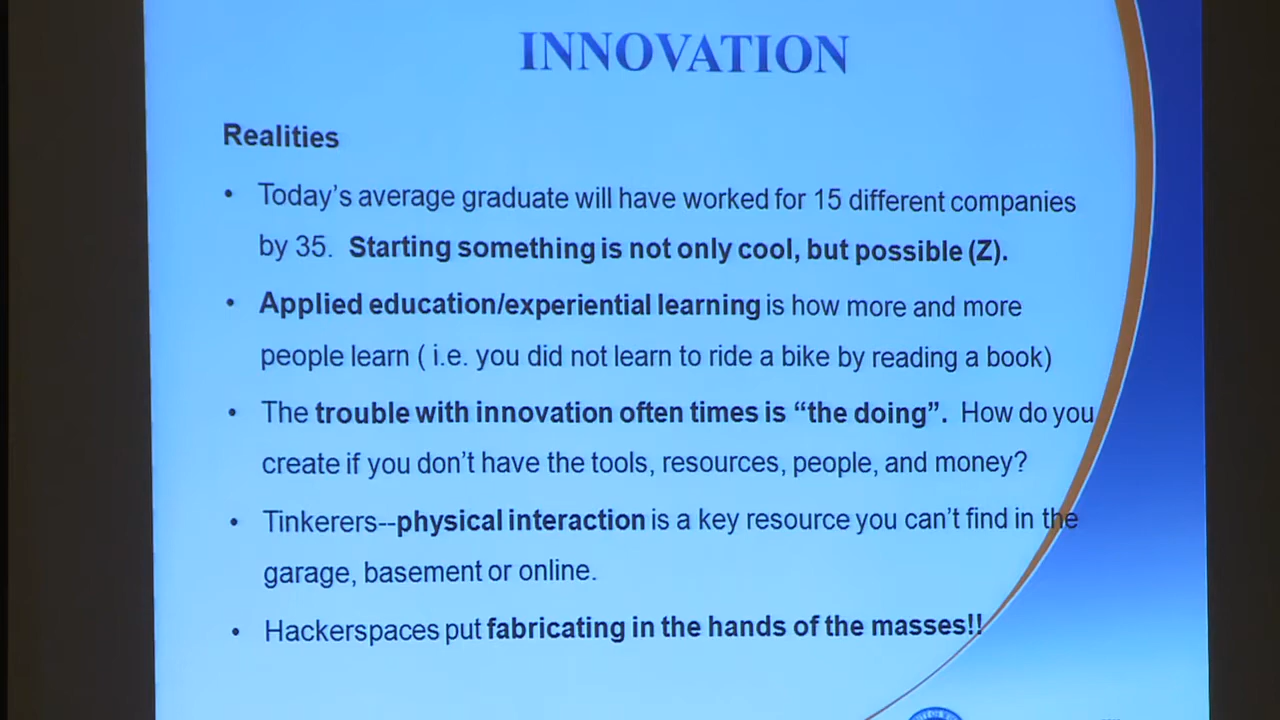 INNOVATION
Realities
• Today’s average graduate will have worked for 15 different companies
by 35. Starting something is not only cool, but possible (Z).
• Applied education/experiential learning is how more and more
people learn ( i.e. you did not learn to ride a bike by reading a book)
• The trouble with innovation often times is “the doing”. How do you
create if you don’t have the tools, resources, people, and money?
• Tinkerers--physical interaction is a key resource you can’t find in the
garage, basement or online.
• Hackerspaces put fabricating in the hands of the masses!!